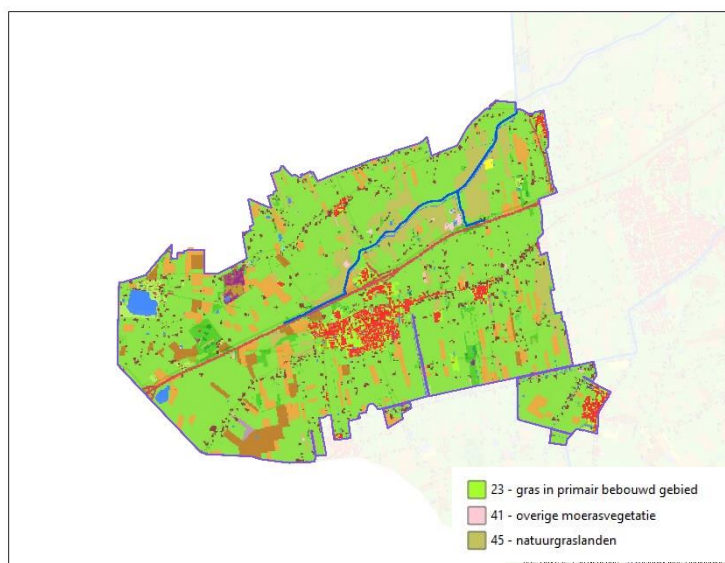 23 - gras in primair bebouwd gebied
41 - overige moerasvegetatie
45 - natuurgraslanden